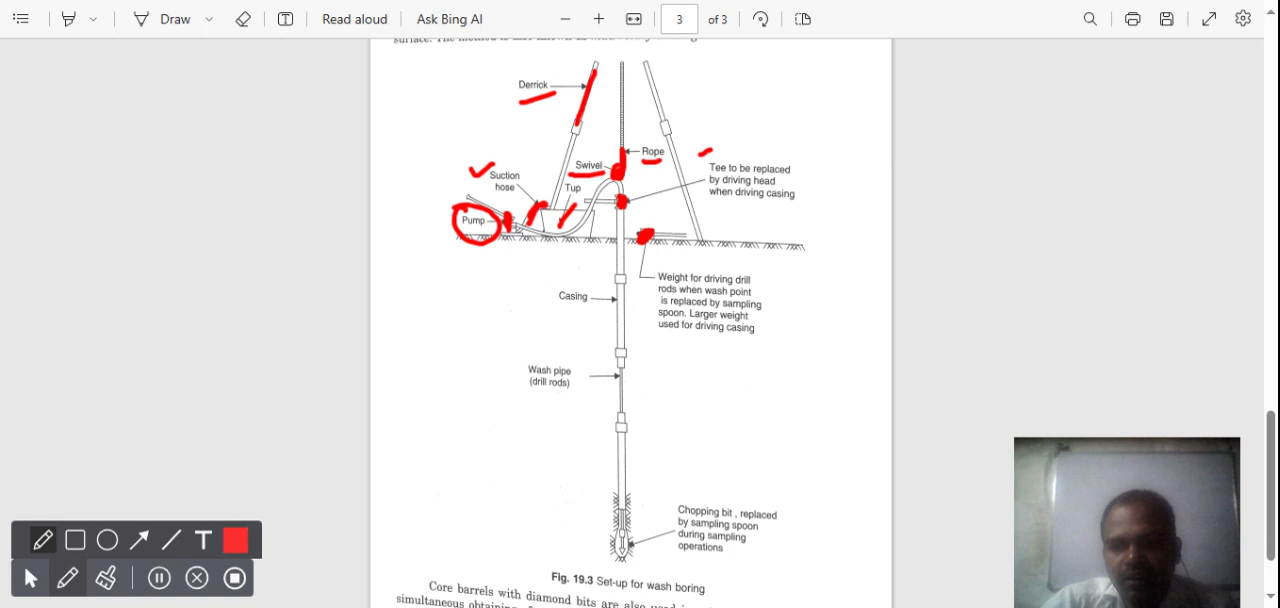 Draw
Read aloud
Ask Bing AI
3
of 3
surface. The method is also known as
Derrick
Rope
Swivel
Tee to be replaced
by driving head
when driving casing
Suction
hose
Tup
Pump
Weight for driving drill
rods when wash point
is replaced by sampling
spoon. Larger weight
used for driving casing
Casing
Wash pipe
(drill rods)
Chopping bit , replaced
by sampling spoon
during sampling
operations
Fig. 19.3 Set-up for wash boring
Core barrels with diamond bits are also used
simultaneous obtaining
T